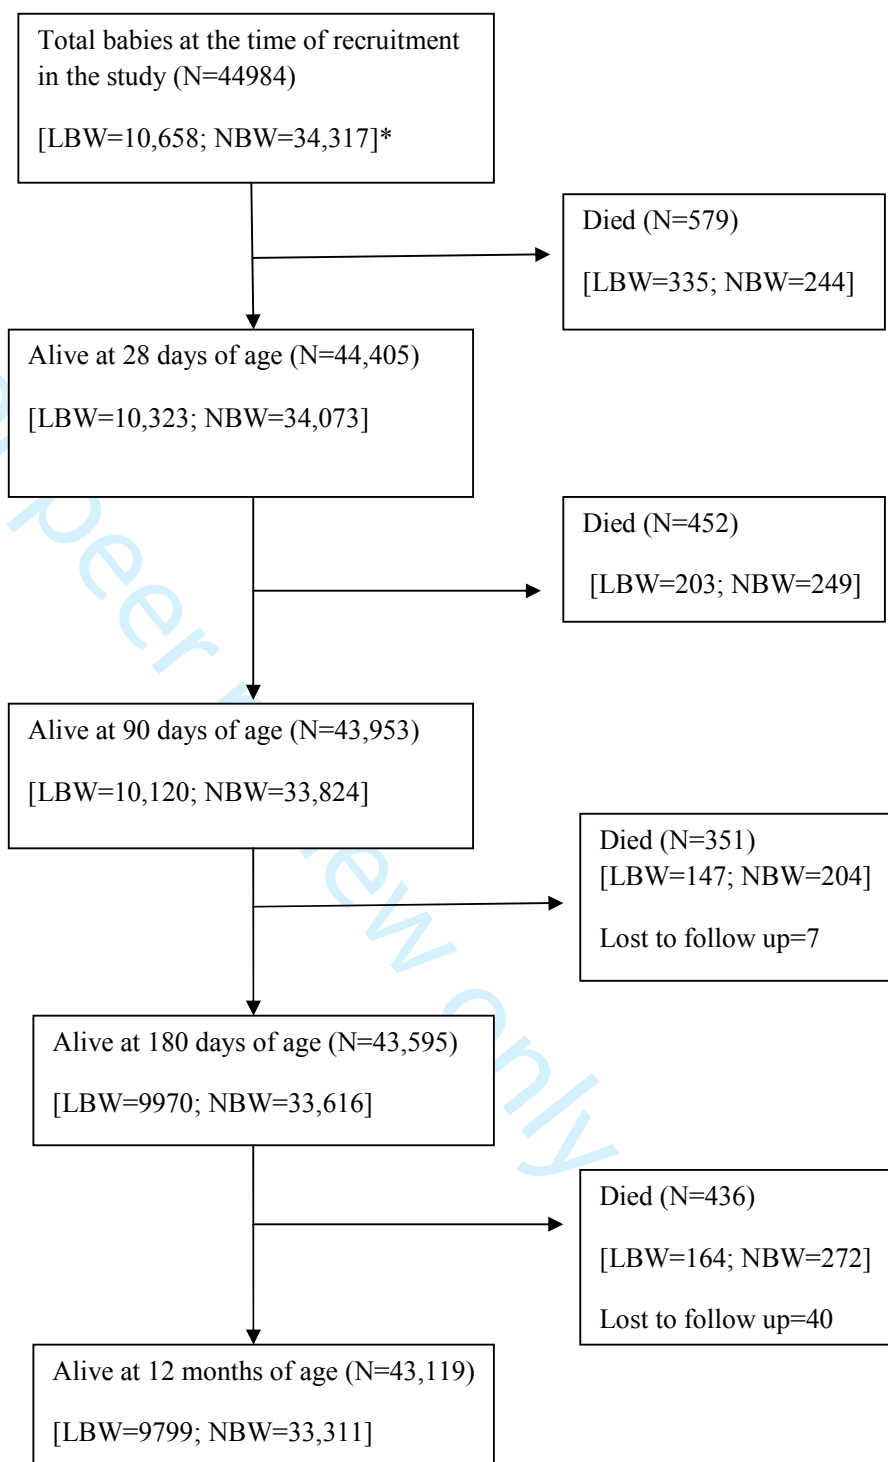 Total babies at the time of recruitment
in the study (N=44984)
[LBW=10,658; NBW=34,317]*
Died (N=579)
[LBW=335; NBW=244]
Alive at 28 days of age (N=44,405)
[LBW=10,323; NBW=34,073]
Died (N=452)
[LBW=203; NBW=249]
Alive at 90 days of age (N=43,953)
[LBW=10,120; NBW=33,824]
Died (N=351)
[LBW=147; NBW=204]
Lost to follow up=7
Alive at 180 days of age (N=43,595)
[LBW=9970; NBW=33,616]
Died (N=436)
[LBW=164; NBW=272]
Lost to follow up=40
Alive at 12 months of age (N=43,119)
[LBW=9799; NBW=33,311]
peer review only